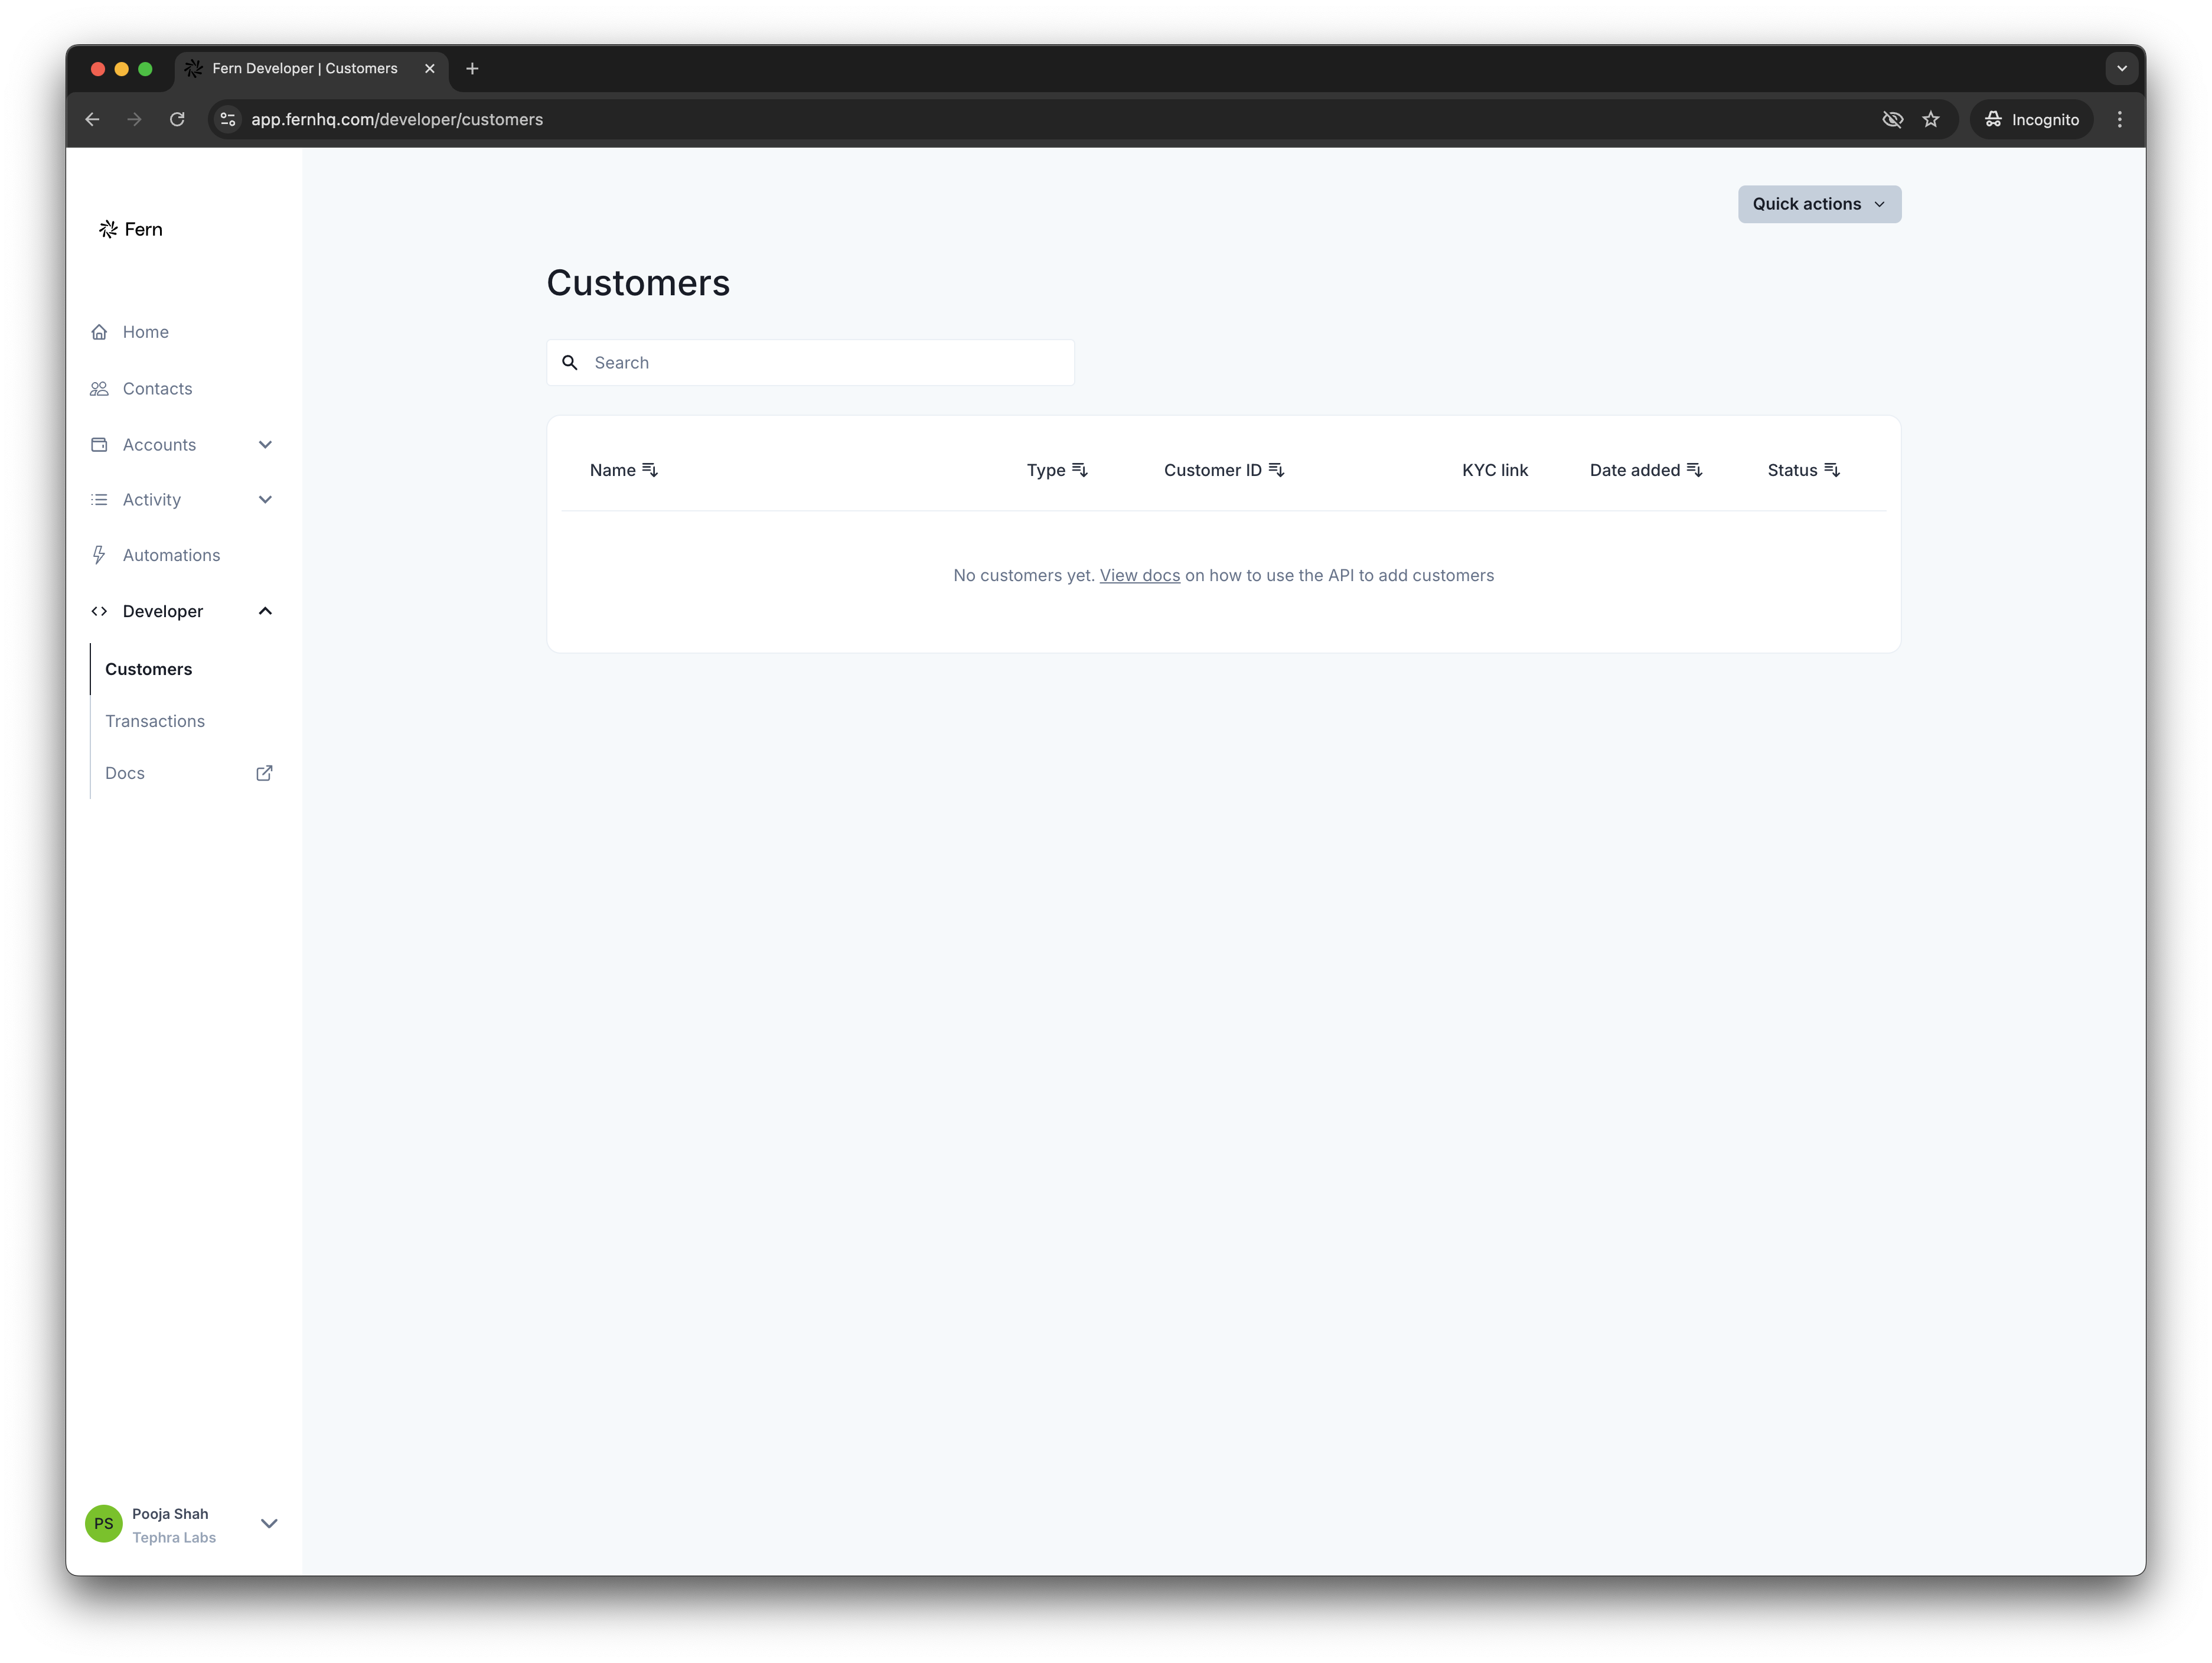 Fern Developer | Customers
app.fernhq.com/developer/customers
Incognito
Fern
Home
Contacts
Accounts
Activity
Automations
Developer
Customers
Transactions
Docs
PS
Pooja Shah
Tephra Labs
Quick actions
Customers
Search
Name Type Customer ID KYC link Date added Status
No customers yet. View docs on how to use the API to add customers